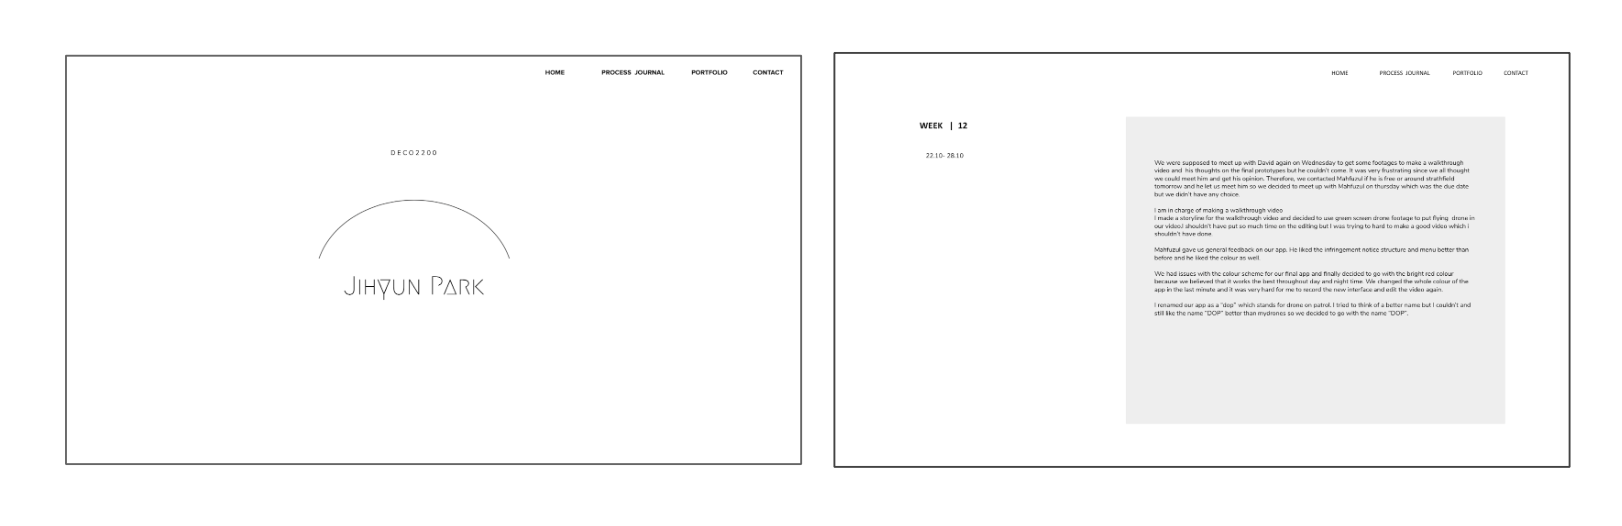 HOME PROCESS JOURNAL PORTFOLIO CONTACT
DECO2200
JIHYUN PARK
HOME PROCESS JOURNAL PORTFOLIO CONTACT
WEEK | 12
22.10- 28.10
We were supposed to meet up with David again on Wednesday to get some footages to make a walkthrough
video and his thoughts on the final prototypes but he couldn't come. It was very frustrating since we all thought
we could meet him and get his opinion. Therefore, we contacted Mahfuzul if he is free or around strathfield
tomorrow and he let us meet him so we decided to meet up with Mahfuzul on thursday which was the due date
but we didn't have any choice.
I am in charge of making a walkthrough video
I made a storyline for the walkthrough video and decided to use green screen drone footage to put flying drone in
our video.I shouldn't have put so much time on the editing but I was trying to hard to make a good video which i
shouldn't have done.
Mahfuzul gave us general feedback on our app. He liked the infringement notice structure and menu better than
before and he liked the colour as well.
We had issues with the colour scheme for our final app and finally decided to go with the bright red colour
because we believed that it works the best throughout day and night time. We changed the whole colour of the
app in the last minute and it was very hard for me to record the new interface and edit the video again.
I renamed our app as a "dop" which stands for drone on patrol. I tried to think of a better name but I couldn't and
still like the name "DOP" better than mydrones so we decided to go with the name "DOP".